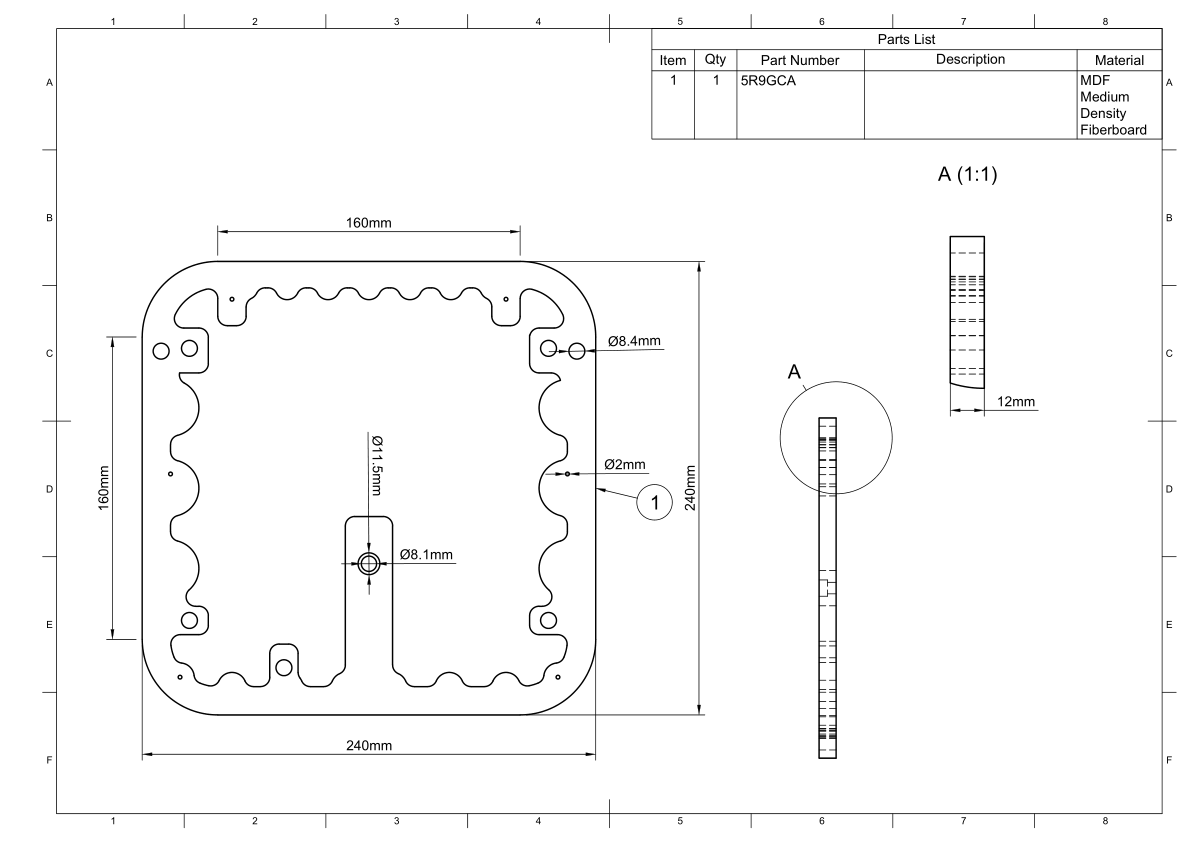 1 2 3 4 5 6 7 8
Parts List
Item Qty Part Number Description Material
1 1 5R9GCA MDF
Medium
Density
Fiberboard
A A
A (1:1)
B B
160mm
C C
Ø8.4mm
A
12mm
Ø11.5mm
Ø2mm
160mm
240mm
1
D D
Ø8.1mm
E E
240mm
F F
1 2 3 4 5 6 7 8